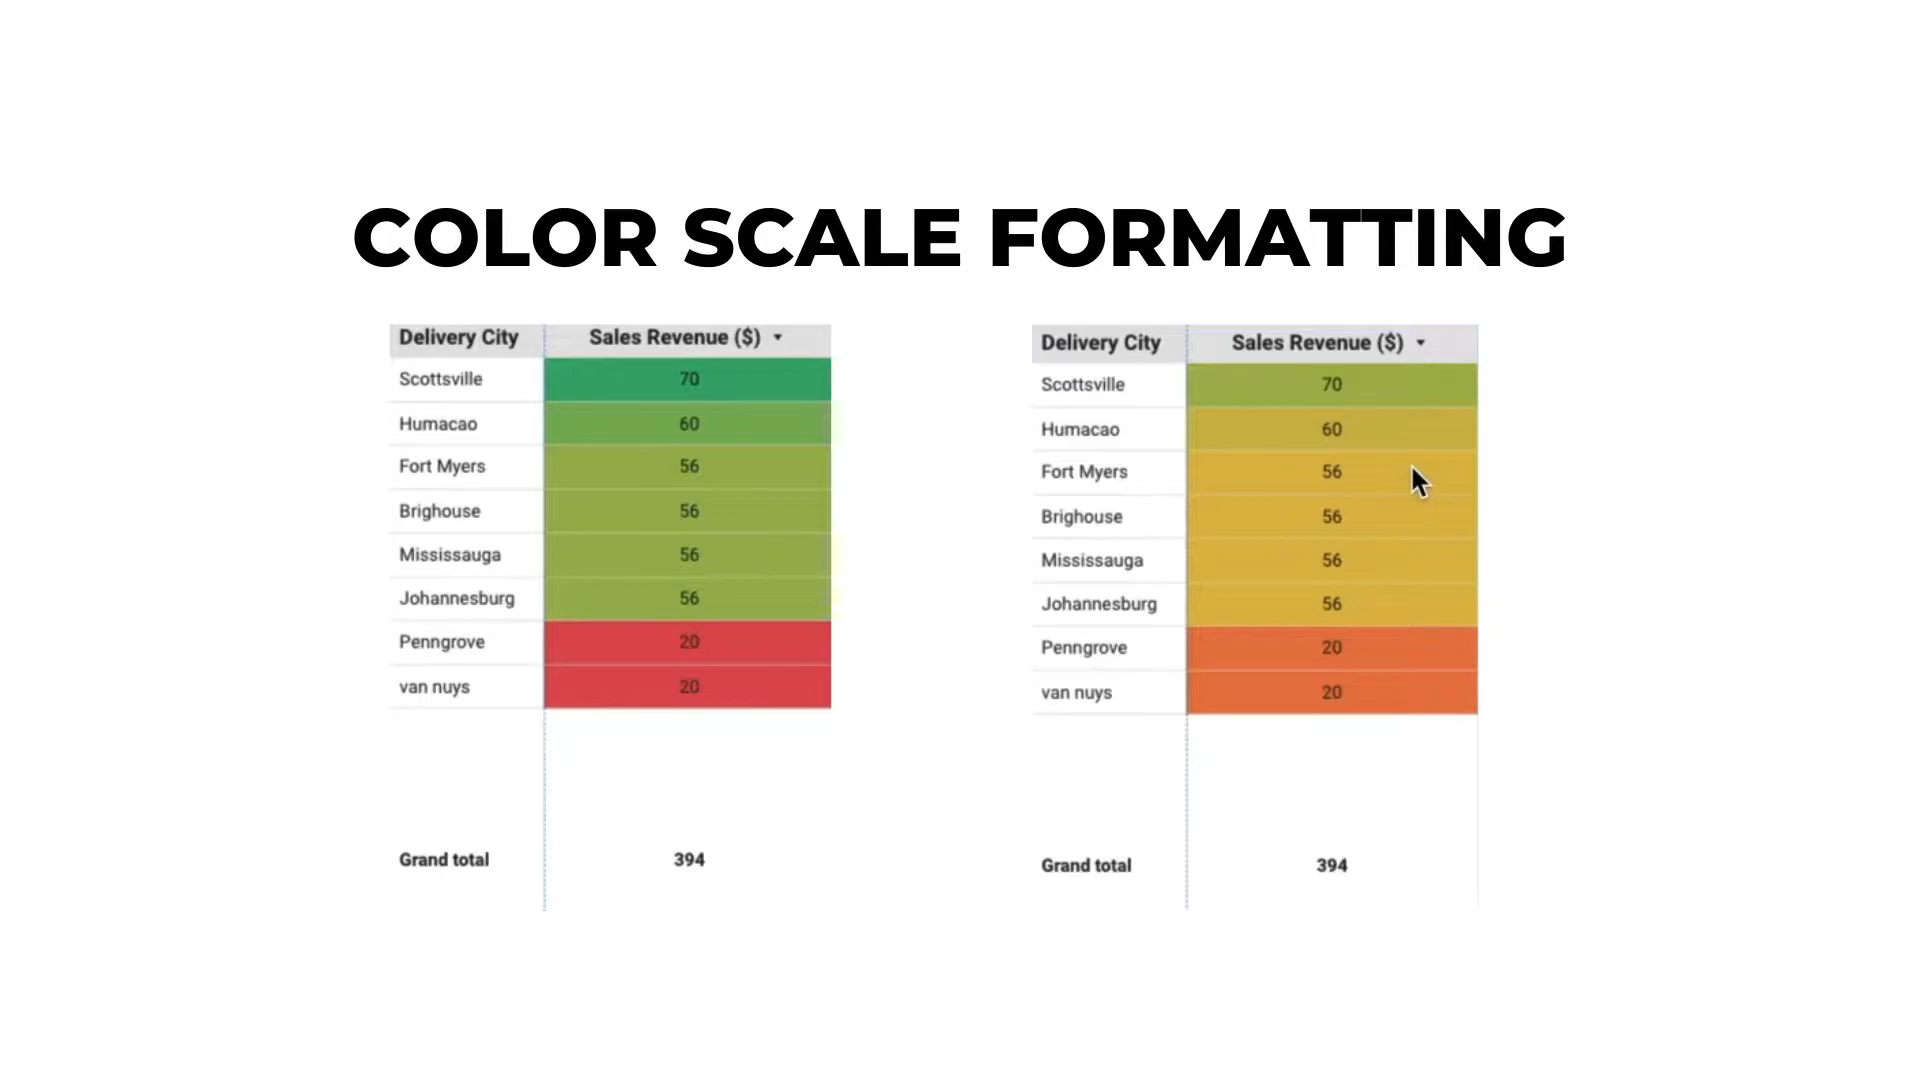 COLOR SCALE FORMATTING
Delivery City Sales Revenue ($)
Scottsville 70
Humacao 60
Fort Myers 56
Brighouse 56
Mississauga 56
Johannesburg 56
Penngrove 20
van nuys 20
Grand total 394
Delivery City Sales Revenue ($)
Scottsville 70
Humacao 60
Fort Myers 56
Brighouse 56
Mississauga 56
Johannesburg 56
Penngrove 20
van nuys 20
Grand total 394